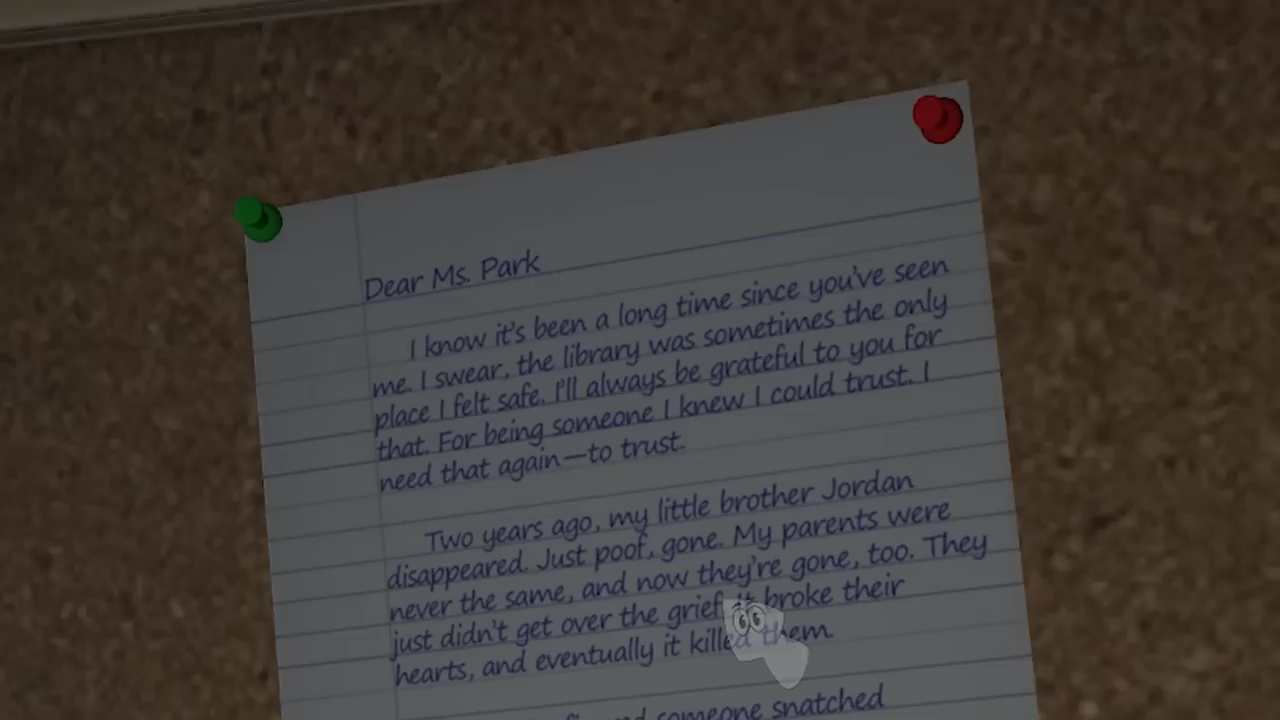 Dear Ms. Park
I know it's been a long time since you've seen
me. I swear, the library was sometimes the only
place I felt safe. I'll always be grateful to you for
that. For being someone I knew I could trust. I
need that again—to trust.
Two years ago, my little brother Jordan
disappeared. Just poof, gone. My parents were
never the same, and now they're gone, too. They
just didn't get over the grief, it broke their
hearts, and eventually it killed them.
and someone snatched